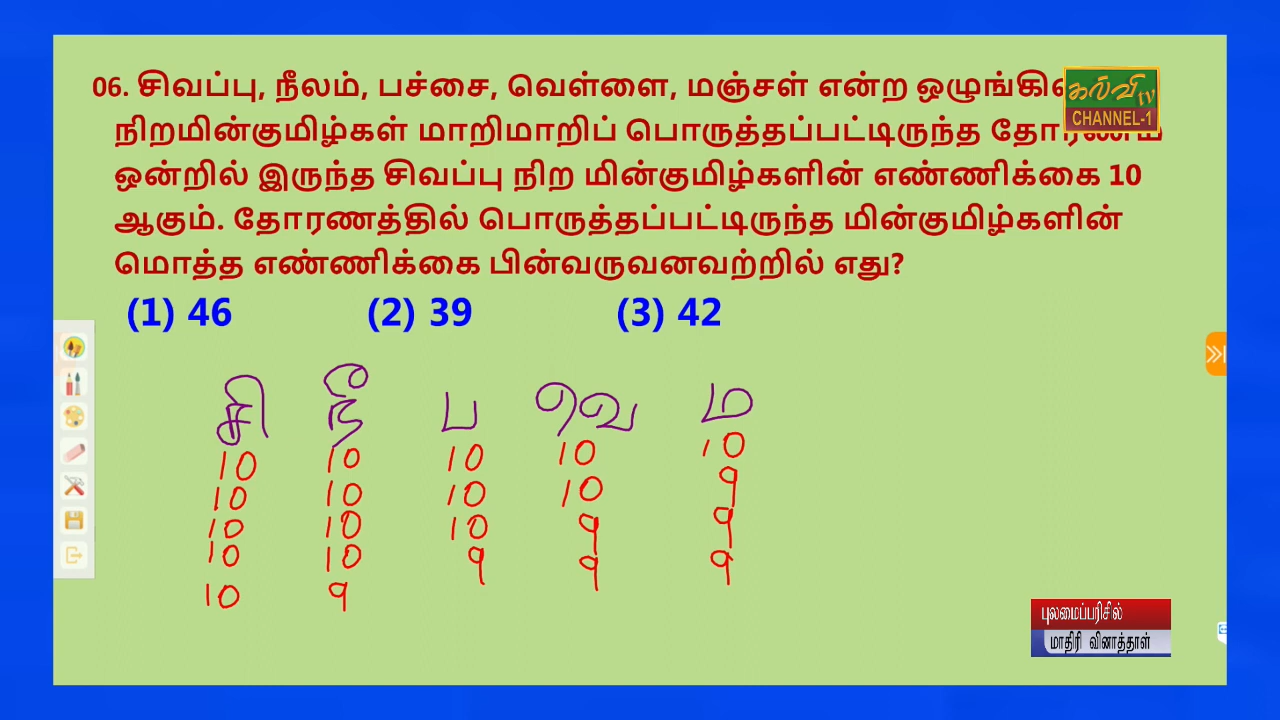 06. சிவப்பு, நீலம், பச்சை, வெள்ளை, மஞ்சள் என்ற
நிறமின்குமிழ்கள் மாறிமாறிப் பொருத்தப்பட்டிருந்த தோரணம்
ஒன்றில் இருந்த சிவப்பு நிற மின்குமிழ்களின் எண்ணிக்கை 10
ஆகும். தோரணத்தில் பொருத்தப்பட்டிருந்த மின்குமிழ்களின்
மொத்த எண்ணிக்கை பின்வருவனவற்றில் எது?
(1) 46 (2) 39 (3) 42
சி நீ ப வெ ம
10 10 10 10 10
10 10 10 10 9
10 10 10 9 9
10 10 9 9 9
10 9
கல்வி tv
CHANNEL-1
புலமைப்பரிசில்
மாதிரி வினாத்தாள்